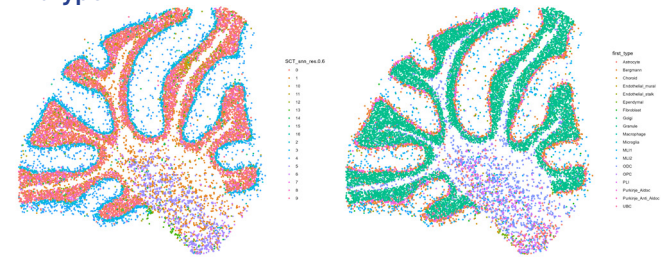 SCT_snn_res.0.6
0
1
10
11
12
13
14
15
16
2
3
4
5
6
7
8
9
first_type
Astrocyte
Bergmann
Choroid
Endothelial_mural
Endothelial_stalk
Ependymal
Fibroblast
Golgi
Granule
Macrophage
Microglia
MLI1
MLI2
ODC
OPC
PLI
Purkinje_Aldoc
Purkinje_Anti_Aldoc
UBC